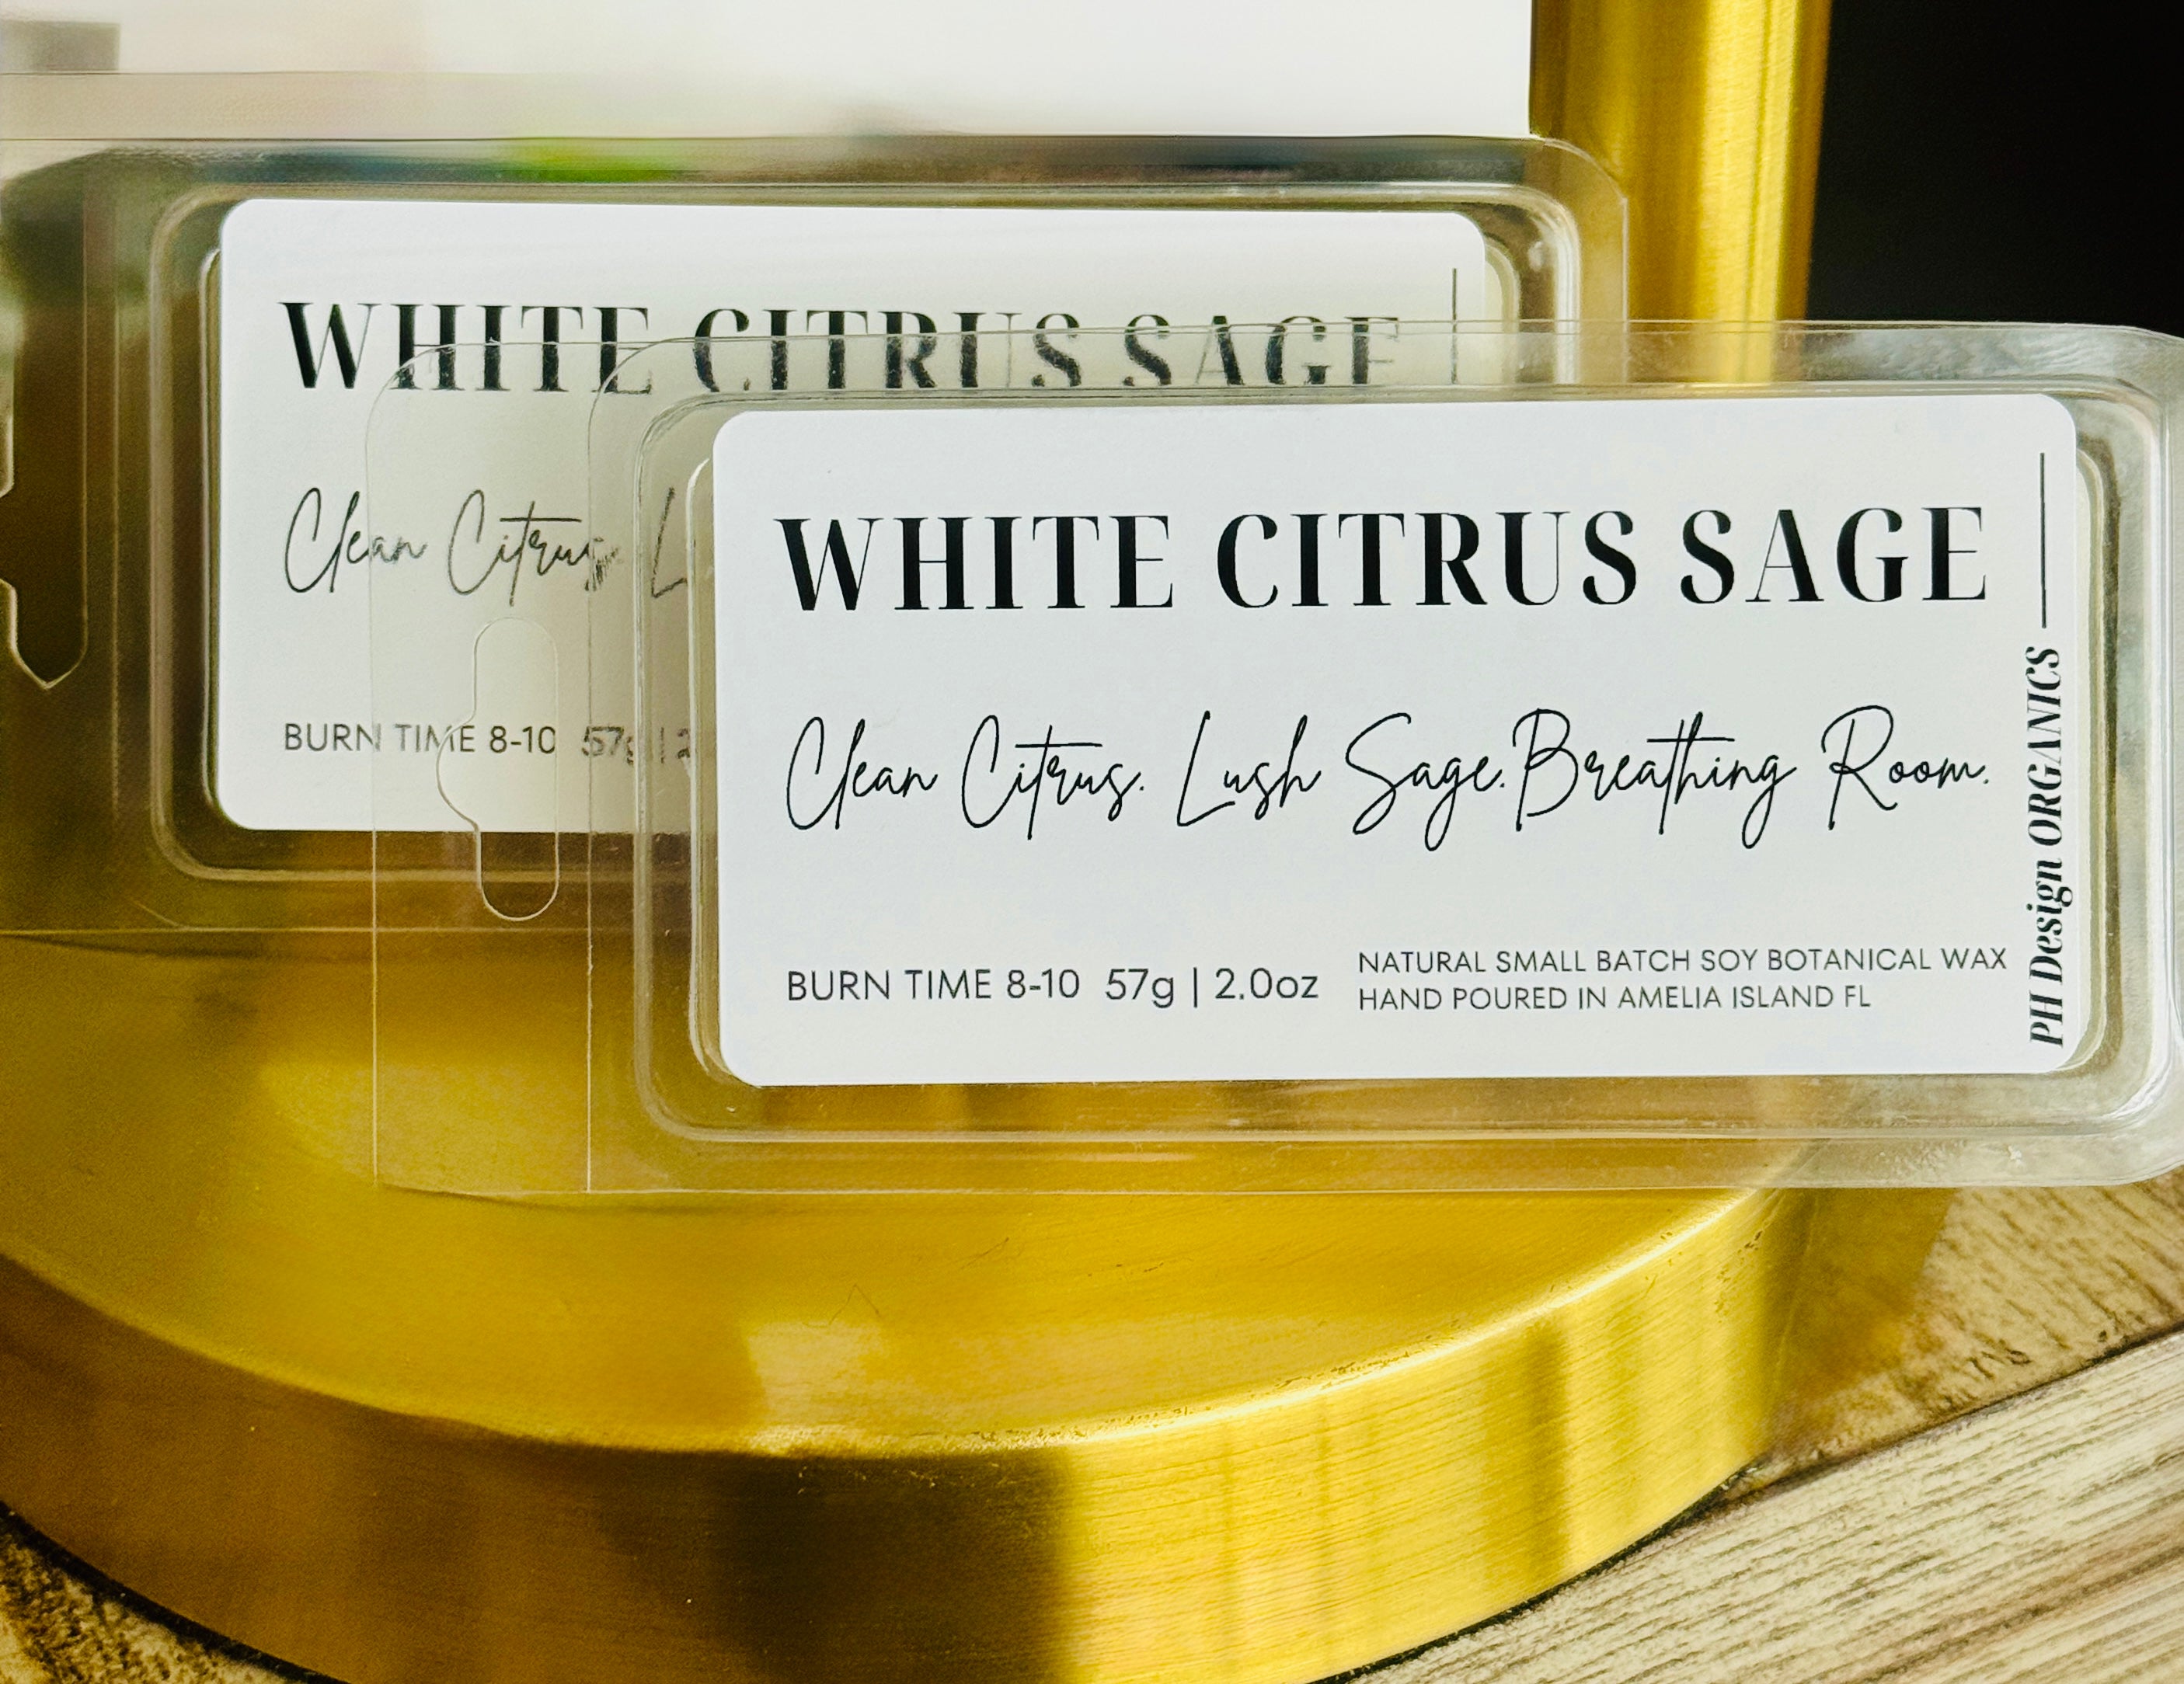 WHITE CITRUS SAGE
Clean Citrus
BURN TIME 8-10 57g |
WHITE CITRUS SAGE
Clean Citrus. Lush Sage.Breathing Room.
BURN TIME 8-10 57g | 2.0oz
NATURAL SMALL BATCH SOY BOTANICAL WAX
HAND POURED IN AMELIA ISLAND FL
PH Design ORGANICS